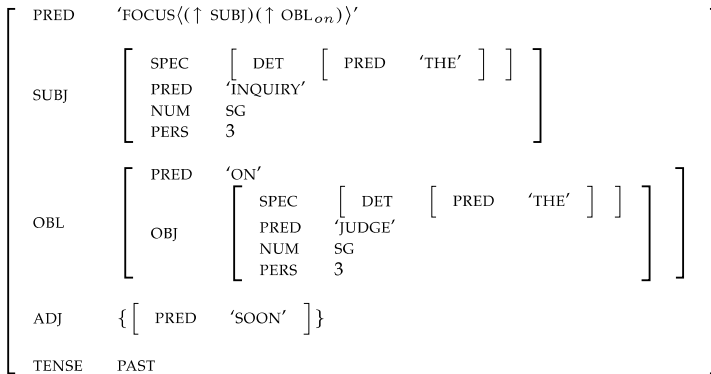 PRED ‘FOCUS⟨(↑ SUBJ)(↑ OBL_on)⟩’
SPEC [ DET [ PRED ‘THE’ ] ]
PRED ‘INQUIRY’
SUBJ
NUM SG
PERS 3
PRED ‘ON’
SPEC [ DET [ PRED ‘THE’ ] ]
OBL
OBJ
PRED ‘JUDGE’
NUM SG
PERS 3
ADJ { [ PRED ‘SOON’ ] }
TENSE PAST